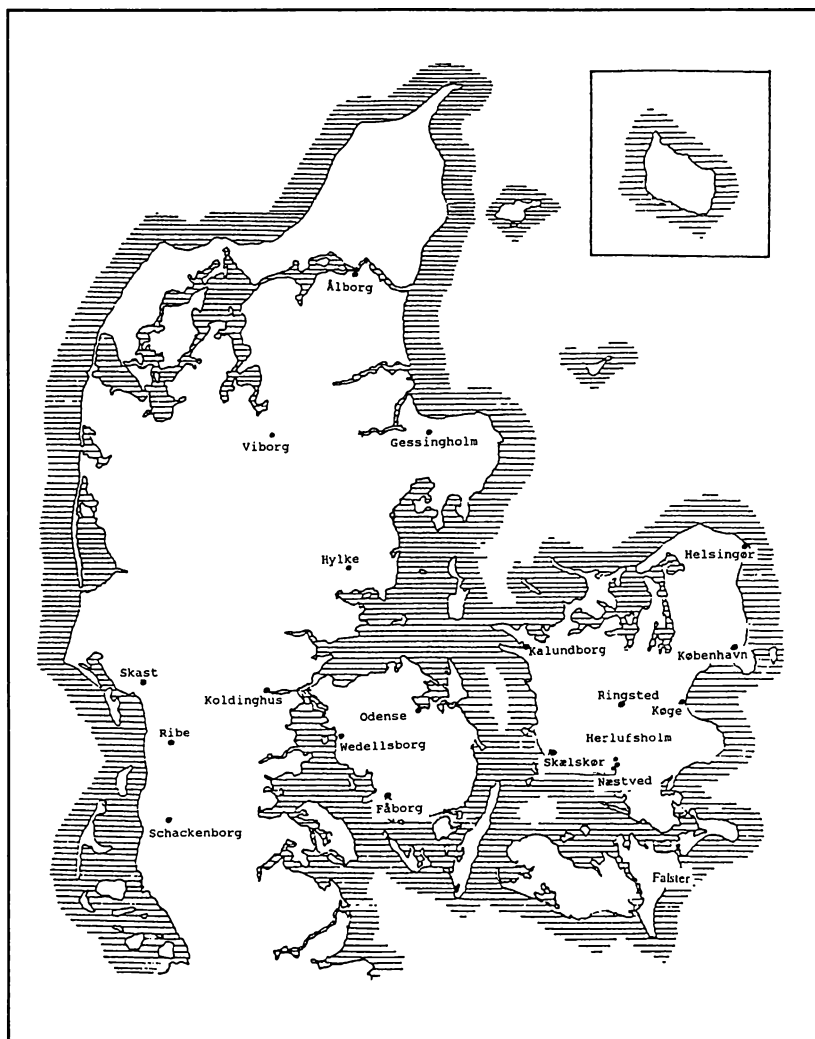 Ålborg
Viborg
Gessingholm
Helsingør
Hylke
Kalundborg
København
Skast
Koldinghus
Ringsted
Køge
Odense
Ribe
Wedellsborg
Herlufsholm
Skælskør
Næstved
Fåborg
Schackenborg
Falster